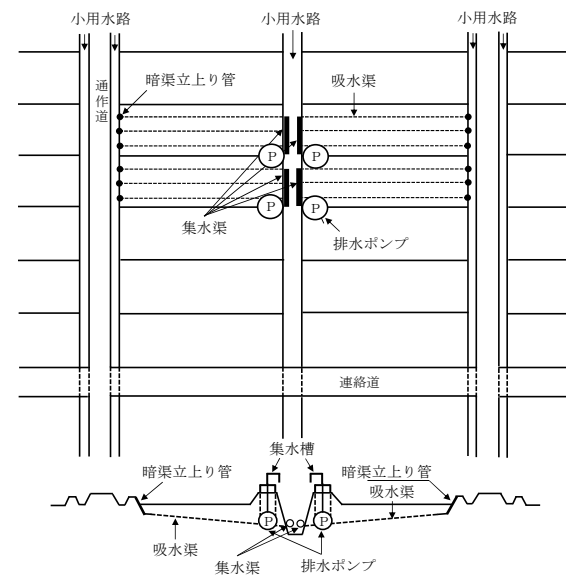 小用水路
小用水路
小用水路
通作道
暗渠立上り管
吸水渠
P
P
P
P
集水渠
排水ポンプ
連絡道
集水槽
暗渠立上り管
暗渠立上り管
吸水渠
P
P
吸水渠
集水渠
排水ポンプ